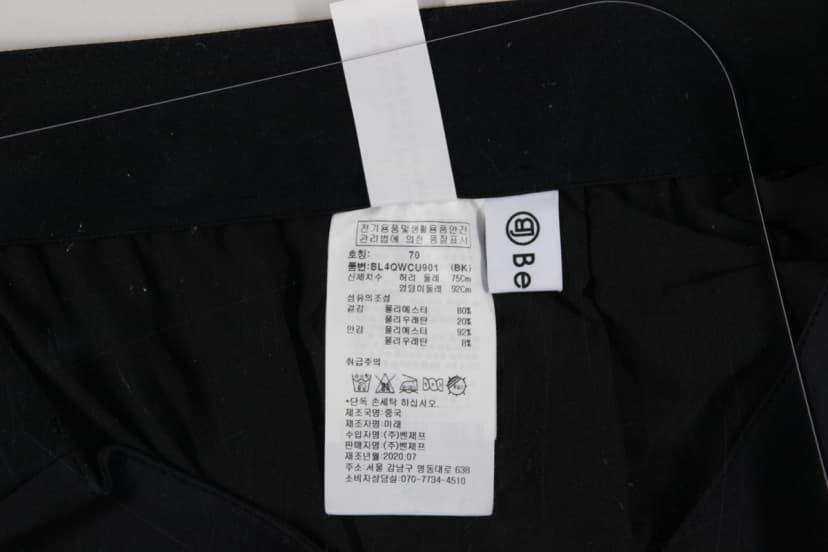 전기용품및생활용품안전
관리법에 의한 품질표시
호칭: 70
품번:BL4QWCU901 (BK)
신체치수 허리 둘레 75Cm
엉덩이둘레 92Cm
섬유의조성
겉감 폴리에스터 80%
폴리우레탄 20%
안감 폴리에스터 92%
폴리우레탄 8%
취급주의
*단독 손세탁 하십시오.
제조국명:중국
제조자명:미래
수입자명:(주)벤제프
판매자명:(주)벤제프
제조년월:2020.07
주소:서울 강남구 영동대로 638
소비자상담실:070-7734-4510
Be